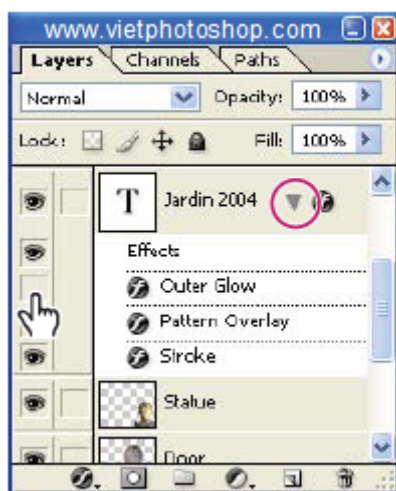 www.vietphotoshop.com
Layers Channels Paths
Normal Opacity: 100%
Lock: Fill: 100%
T Jardin 2004
Effects
Outer Glow
Pattern Overlay
Stroke
Statue
Door